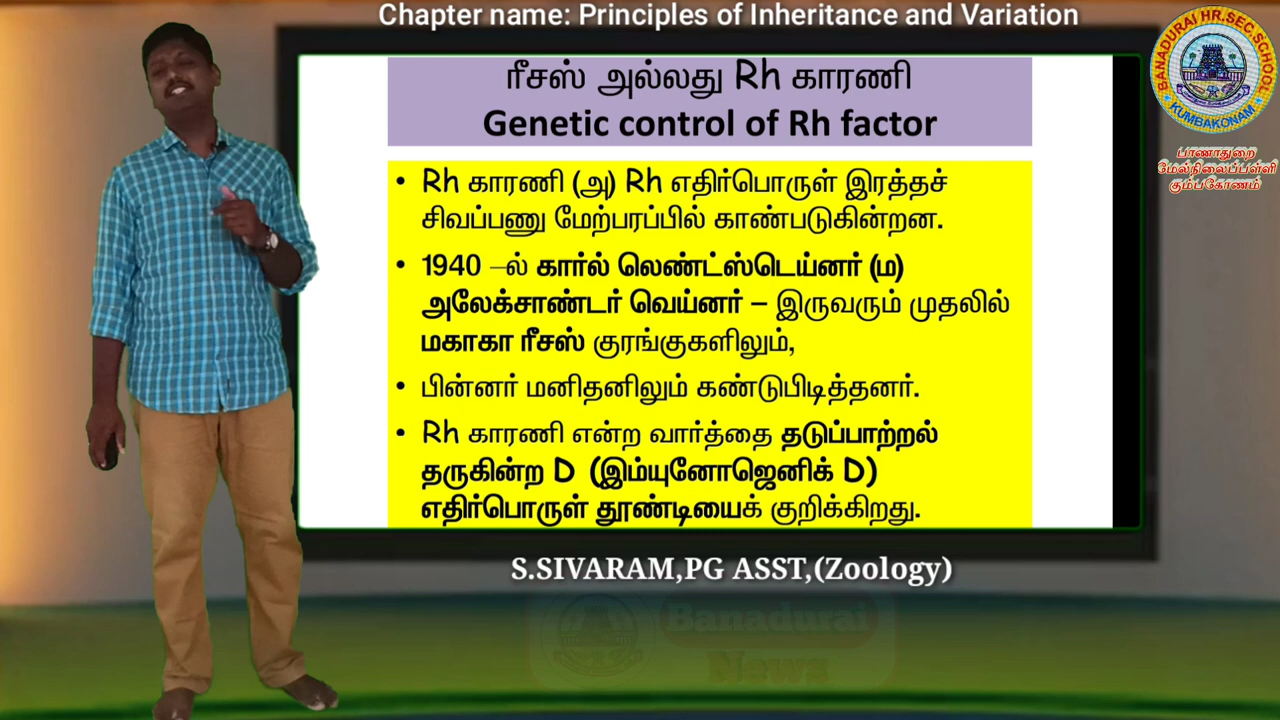 Chapter name: Principles of Inheritance and Variation
BANADURAI HR.SEC.SCHOOL
KUMBAKONAM
பாணாதுறை
மேல்நிலைப்பள்ளி
கும்பகோணம்
ரீசஸ் அல்லது Rh காரணி
Genetic control of Rh factor
• Rh காரணி (அ) Rh எதிர்பொருள் இரத்தச்
சிவப்பணு மேற்பரப்பில் காண்படுகின்றன.
• 1940 –ல் கார்ல் லெண்ட்ஸ்டெய்னர் (ம)
அலேக்சாண்டர் வெய்னர் – இருவரும் முதலில்
மகாகா ரீசஸ் குரங்குகளிலும்,
• பின்னர் மனிதனிலும் கண்டுபிடித்தனர்.
• Rh காரணி என்ற வார்த்தை தடுப்பாற்றல்
தருகின்ற D (இம்யுனோஜெனிக் D)
எதிர்பொருள் தூண்டியைக் குறிக்கிறது.
S.SIVARAM,PG ASST,(Zoology)
Banadurai
News